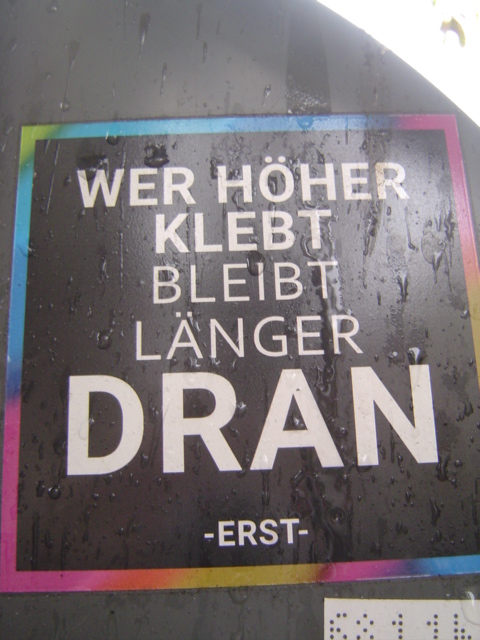 WER HÖHER
KLEBT
BLEIBT
LÄNGER
DRAN
-ERST-